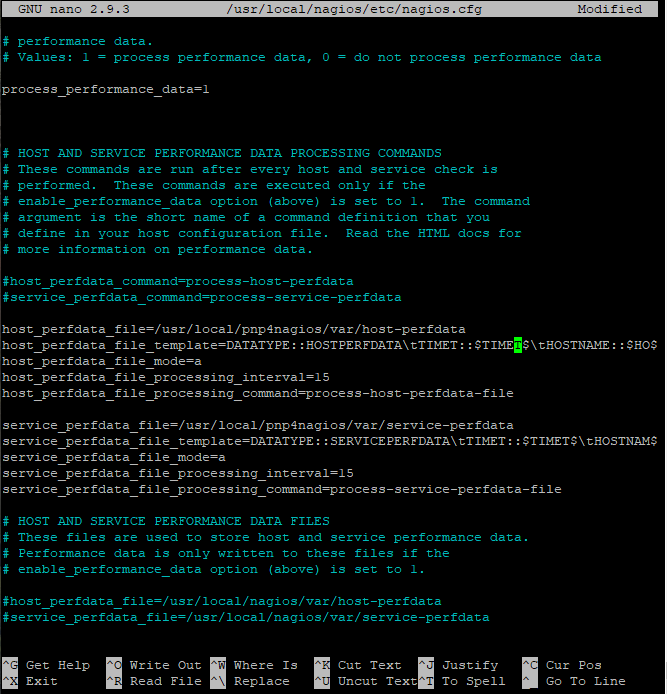 GNU nano 2.9.3 /usr/local/nagios/etc/nagios.cfg Modified
# performance data.
# Values: 1 = process performance data, 0 = do not process performance data
process_performance_data=1
# HOST AND SERVICE PERFORMANCE DATA PROCESSING COMMANDS
# These commands are run after every host and service check is
# performed.  These commands are executed only if the
# enable_performance_data option (above) is set to 1.  The command
# argument is the short name of a command definition that you
# define in your host configuration file.  Read the HTML docs for
# more information on performance data.
#host_perfdata_command=process-host-perfdata
#service_perfdata_command=process-service-perfdata
host_perfdata_file=/usr/local/pnp4nagios/var/host-perfdata
host_perfdata_file_template=DATATYPE::HOSTPERFDATA\tTIMET::$TIMET$\tHOSTNAME::$HO$
host_perfdata_file_mode=a
host_perfdata_file_processing_interval=15
host_perfdata_file_processing_command=process-host-perfdata-file
service_perfdata_file=/usr/local/pnp4nagios/var/service-perfdata
service_perfdata_file_template=DATATYPE::SERVICEPERFDATA\tTIMET::$TIMET$\tHOSTNAM$
service_perfdata_file_mode=a
service_perfdata_file_processing_interval=15
service_perfdata_file_processing_command=process-service-perfdata-file
# HOST AND SERVICE PERFORMANCE DATA FILES
# These files are used to store host and service performance data.
# Performance data is only written to these files if the
# enable_performance_data option (above) is set to 1.
#host_perfdata_file=/usr/local/nagios/var/host-perfdata
#service_perfdata_file=/usr/local/nagios/var/service-perfdata
^G Get Help ^O Write Out ^W Where Is ^K Cut Text ^J Justify ^C Cur Pos
^X Exit ^R Read File ^\ Replace ^U Uncut Text ^T To Spell ^_ Go To Line